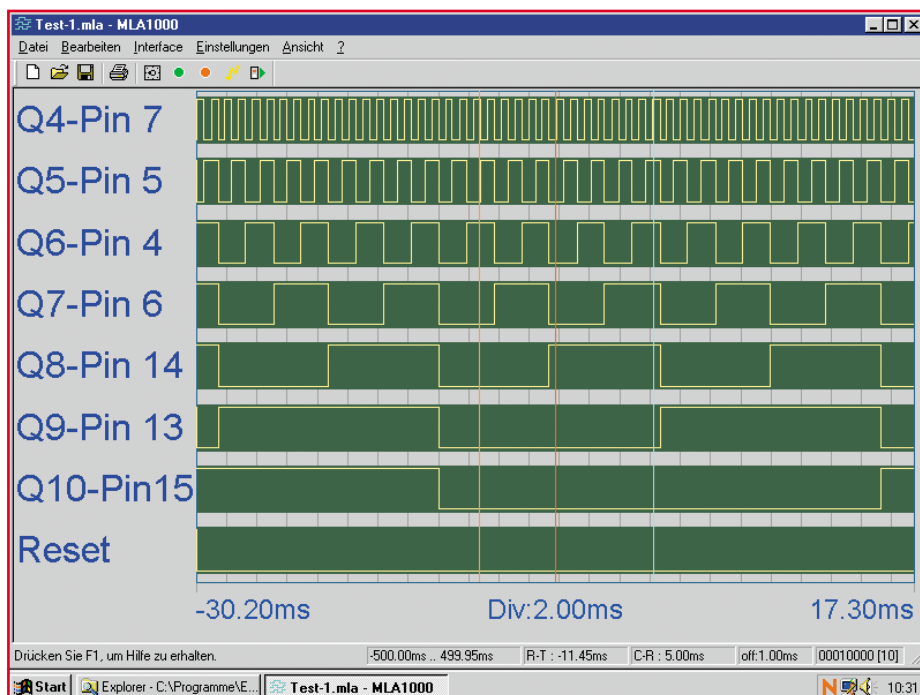 Test-1.mla - MLA1000
Datei Bearbeiten Interface Einstellungen Ansicht ?
Q4-Pin 7
Q5-Pin 5
Q6-Pin 4
Q7-Pin 6
Q8-Pin 14
Q9-Pin 13
Q10-Pin15
Reset
-30.20ms Div:2.00ms 17.30ms
Drücken Sie F1, um Hilfe zu erhalten. -500.00ms .. 499.95ms R-T : -11.45ms C-R : 5.00ms off:1.00ms 00010000 [10]
Start Explorer - C:\Programme\E... Test-1.mla - MLA1000 N 10:31